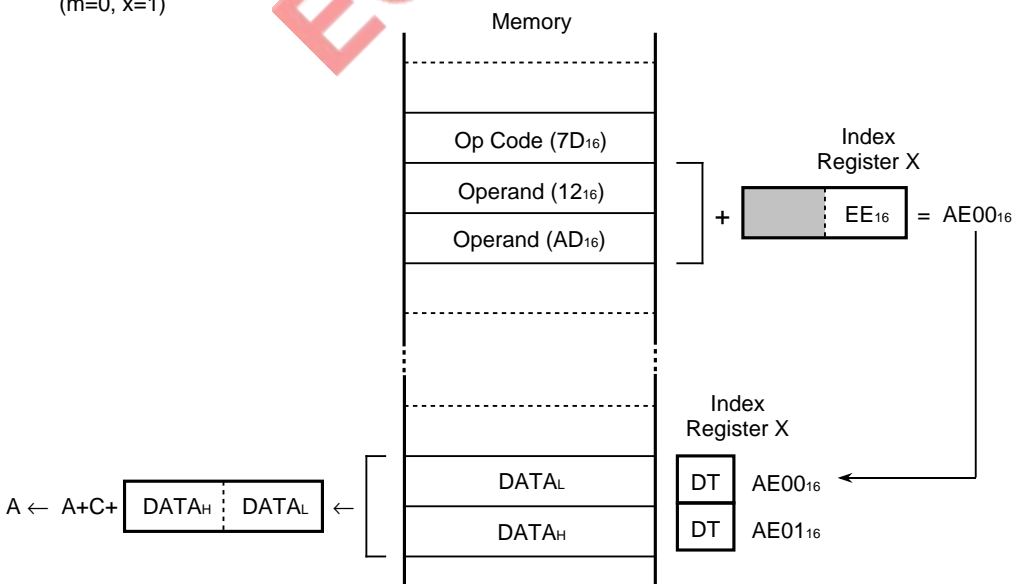 (m=0, x=1)
Memory
Op Code (7D16)
Operand (1216)
Operand (AD16)
+
Index
Register X
EE16
= AE0016
Index
Register X
A ← A+C+ DATAH DATAL ←
DATAL
DT AE0016
DATAH
DT AE0116